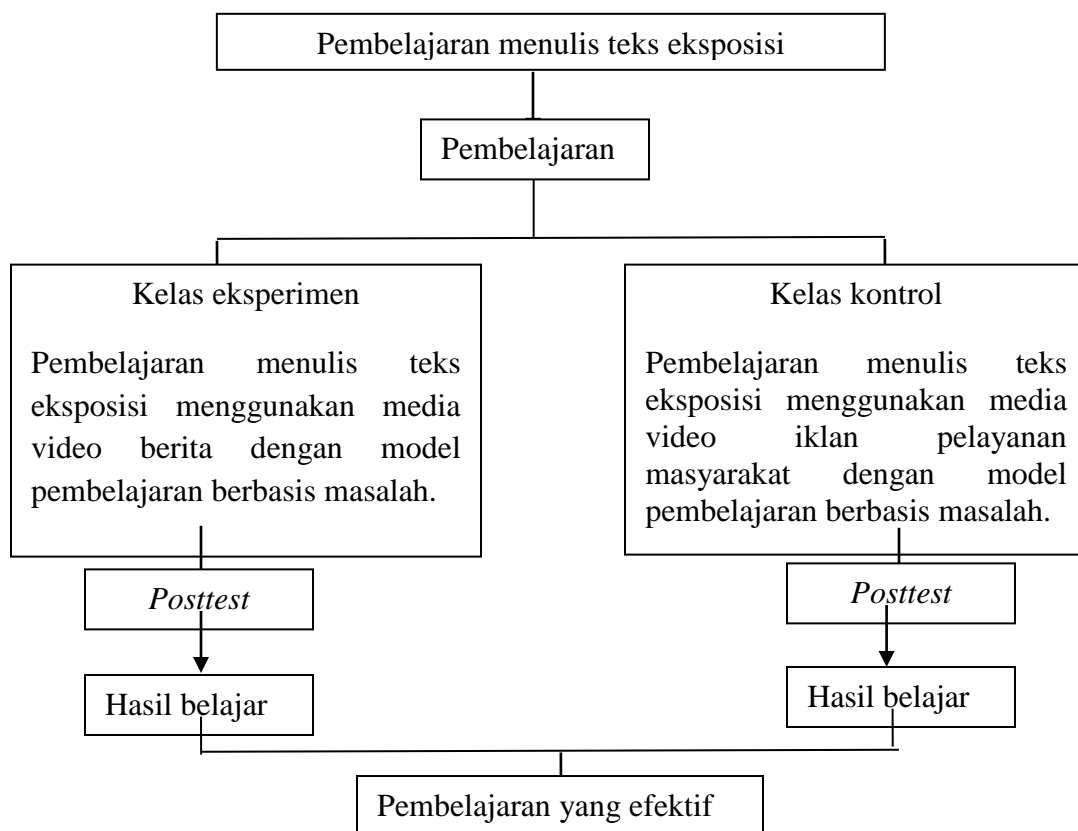 Pembelajaran menulis teks eksposisi
Pembelajaran
Kelas eksperimen
Pembelajaran menulis teks
eksposisi menggunakan media
video berita dengan model
pembelajaran berbasis masalah.
Kelas kontrol
Pembelajaran menulis teks
eksposisi menggunakan media
video iklan pelayanan
masyarakat dengan model
pembelajaran berbasis masalah.
Posttest
Posttest
Hasil belajar
Hasil belajar
Pembelajaran yang efektif